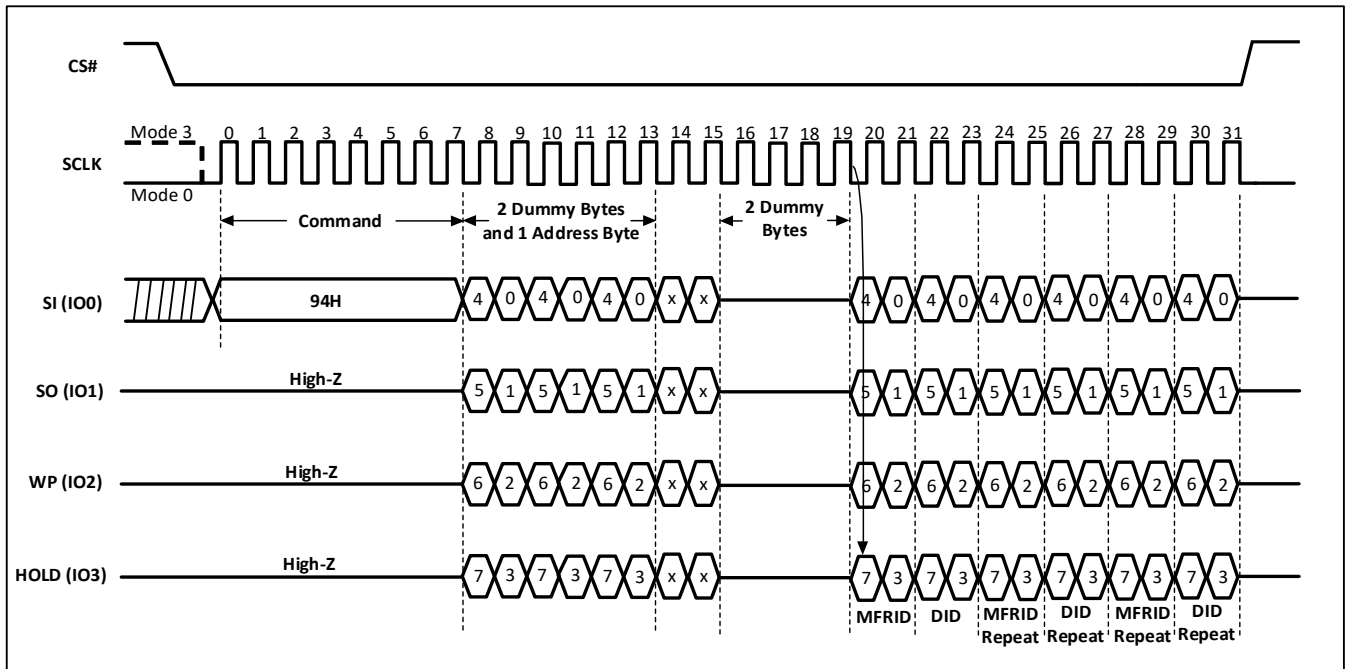 CS#
Mode 3 0 1 2 3 4 5 6 7 8 9 10 11 12 13 14 15 16 17 18 19 20 21 22 23 24 25 26 27 28 29 30 31
SCLK
Mode 0
Command
2 Dummy Bytes
and 1 Address Byte
2 Dummy
Bytes
SI (IO0) 94H 4 0 4 0 4 0 x x 4 0 4 0 4 0 4 0 4 0 4 0
SO (IO1) High-Z 5 1 5 1 5 1 x x 5 1 5 1 5 1 5 1 5 1 5 1
WP (IO2) High-Z 6 2 6 2 6 2 x x 6 2 6 2 6 2 6 2 6 2 6 2
HOLD (IO3) High-Z 7 3 7 3 7 3 x x 7 3 7 3 7 3 7 3 7 3 7 3
MFRID DID MFRID DID MFRID DID
Repeat Repeat Repeat Repeat